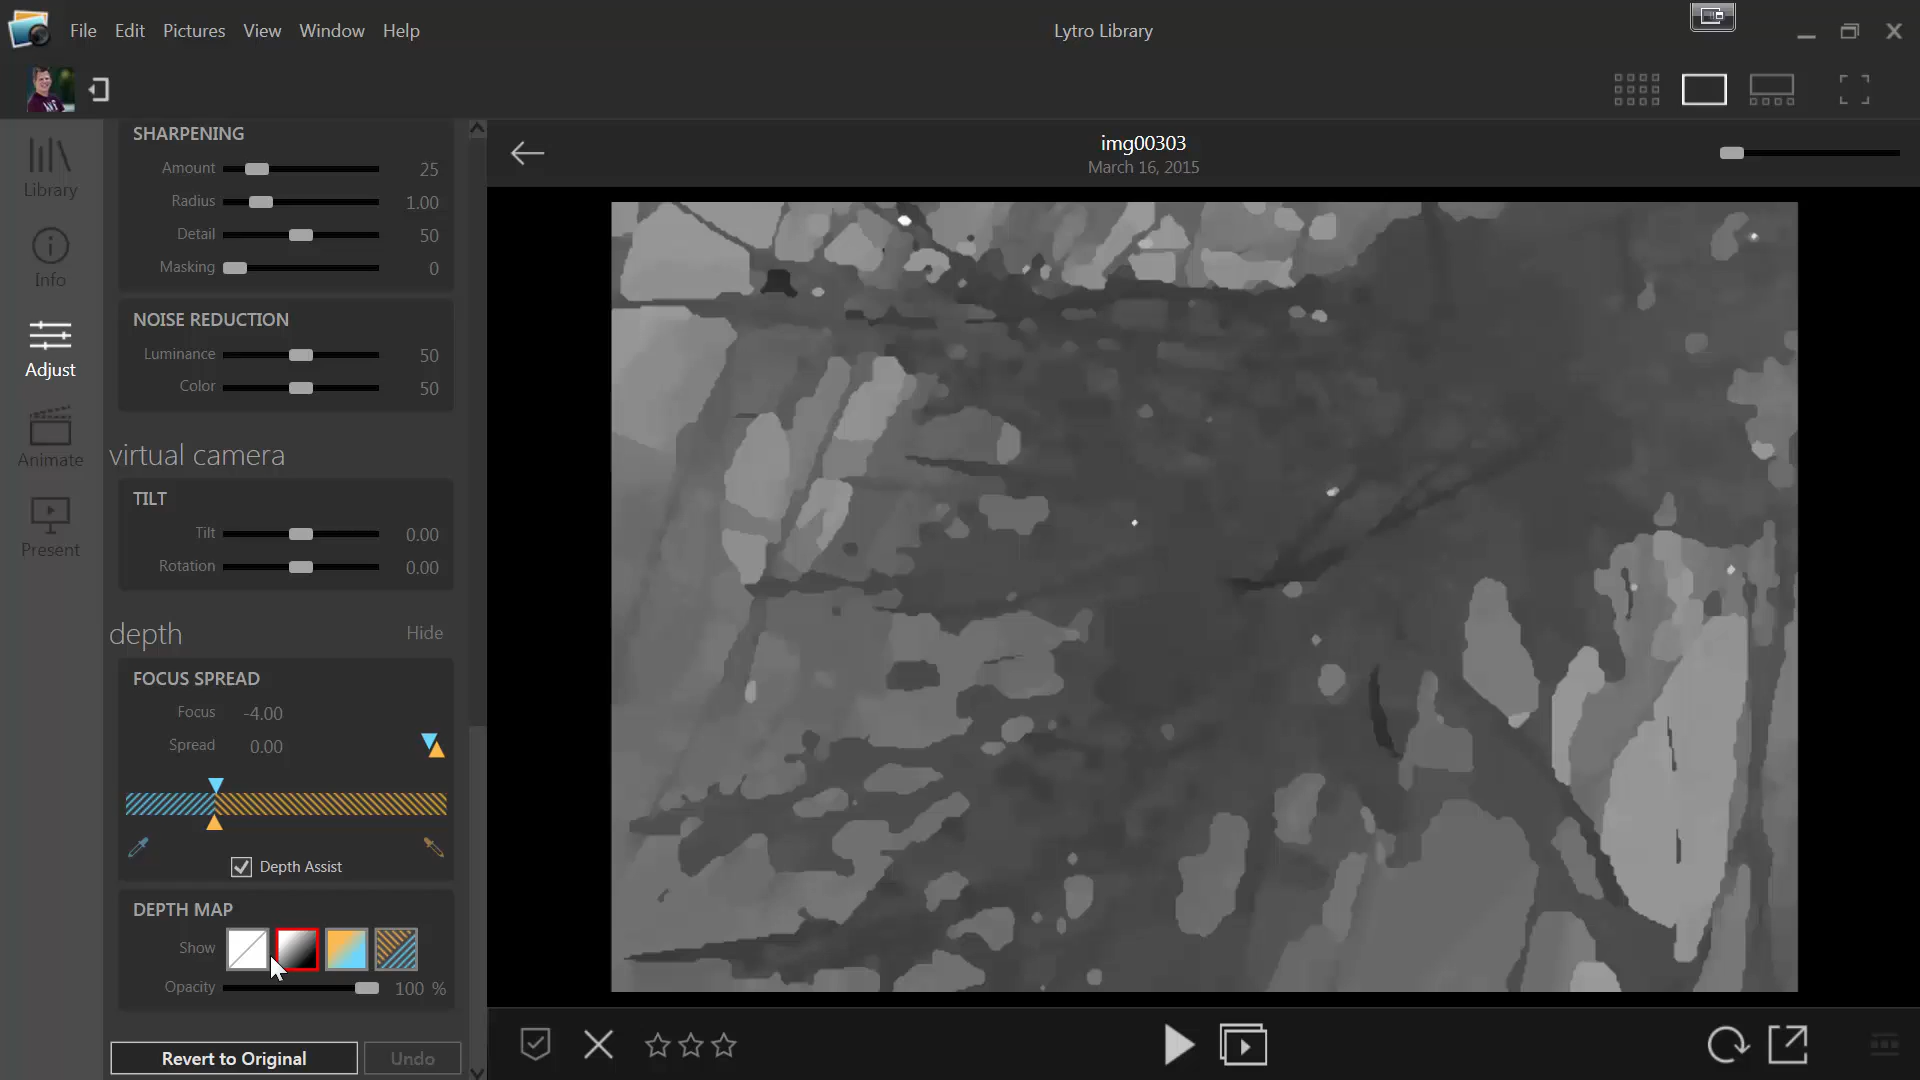 File Edit Pictures View Window Help
Lytro Library
Library
Info
Adjust
Animate
Present
SHARPENING
Amount 25
Radius 1.00
Detail 50
Masking 0
NOISE REDUCTION
Luminance 50
Color 50
virtual camera
TILT
Tilt 0.00
Rotation 0.00
depth Hide
FOCUS SPREAD
Focus -4.00
Spread 0.00
Depth Assist
DEPTH MAP
Show
Opacity 100 %
Revert to Original Undo
img00303
March 16, 2015